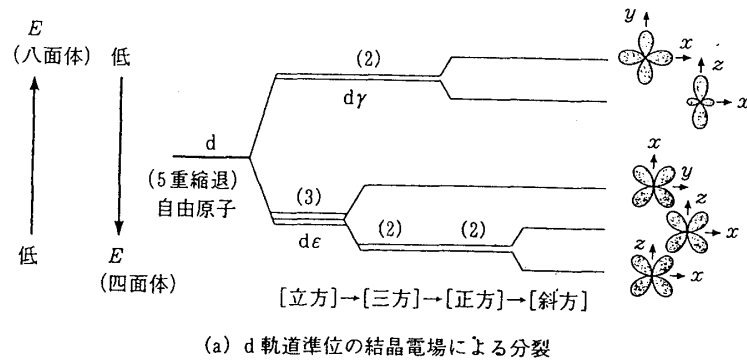 E
(八面体)
低
低
E
(四面体)
d
(5重縮退)
自由原子
(2)
dγ
(3)
dε
(2)
(2)
y
x
z
x
x
y
z
x
z
x
[立方]→[三方]→[正方]→[斜方]
(a) d軌道準位の結晶電場による分裂